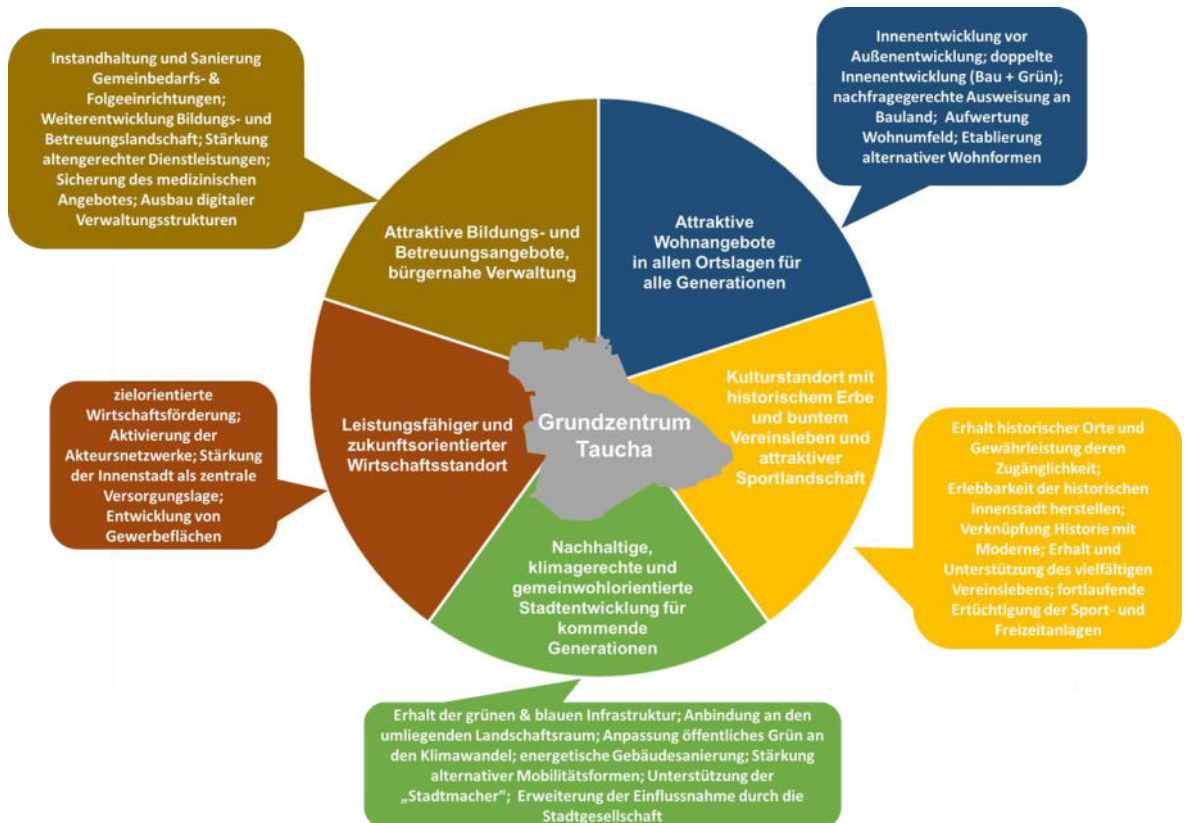 Instandhaltung und Sanierung
Gemeinbedarfs- &
Folgeeinrichtungen;
Weiterentwicklung Bildungs- und
Betreuungslandschaft; Stärkung
altengerechter Dienstleistungen;
Sicherung des medizinischen
Angebotes; Ausbau digitaler
Verwaltungsstrukturen
Innenentwicklung vor
Außenentwicklung; doppelte
Innenentwicklung (Bau + Grün);
nachfragegerechte Ausweisung an
Bauland; Aufwertung
Wohnumfeld; Etablierung
alternativer Wohnformen
Attraktive Bildungs- und
Betreuungsangebote,
bürgernahe Verwaltung
Attraktive
Wohnangebote
in allen Ortslagen für
alle Generationen
zielorientierte
Wirtschaftsförderung;
Aktivierung der
Akteursnetzwerke; Stärkung
der Innenstadt als zentrale
Versorgungslage;
Entwicklung von
Gewerbeflächen
Leistungsfähiger und
zukunftsorientierter
Wirtschaftsstandort
Grundzentrum
Taucha
Kulturstandort mit
historischem Erbe
und buntem
Vereinsleben und
attraktiver
Sportlandschaft
Erhalt historischer Orte und
Gewährleistung deren
Zugänglichkeit;
Erlebbarkeit der historischen
Innenstadt herstellen;
Verknüpfung Historie mit
Moderne; Erhalt und
Unterstützung des vielfältigen
Vereinslebens; fortlaufende
Ertüchtigung der Sport- und
Freizeitanlagen
Nachhaltige,
klimagerechte und
gemeinwohlorientierte
Stadtentwicklung für
kommende
Generationen
Erhalt der grünen & blauen Infrastruktur; Anbindung an den
umliegenden Landschaftsraum; Anpassung öffentliches Grün an
den Klimawandel; energetische Gebäudesanierung; Stärkung
alternativer Mobilitätsformen; Unterstützung der
„Stadtmacher“; Erweiterung der Einflussnahme durch die
Stadtgesellschaft